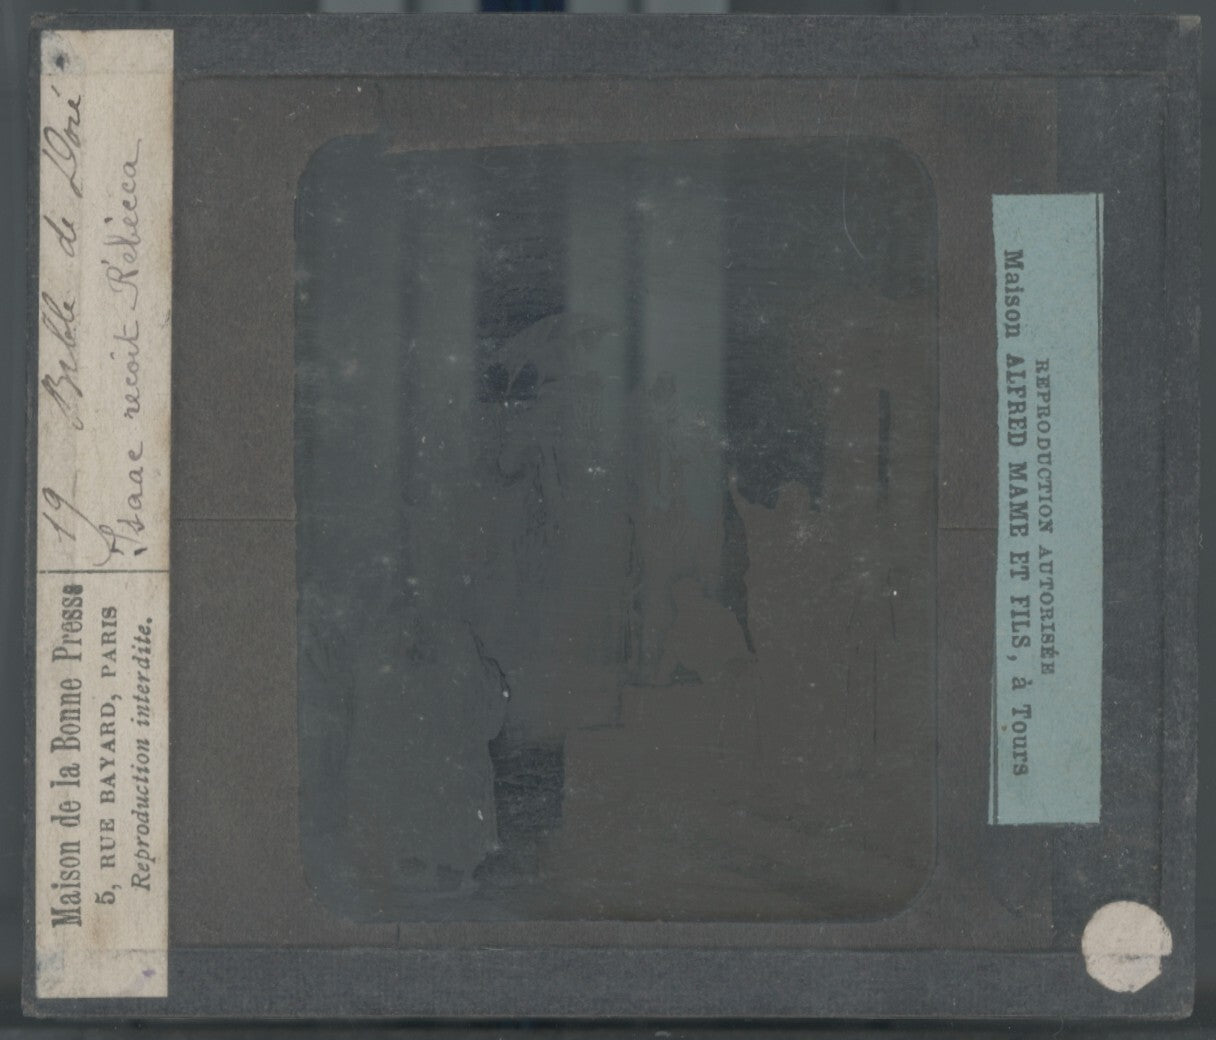 19 Bible de Doré
Isaac recoit Rébecca
Maison de la Bonne Presse
5, RUE BAYARD, PARIS
Reproduction interdite.
REPRODUCTION AUTORISÉE
Maison ALFRED MAME ET FILS, à Tours